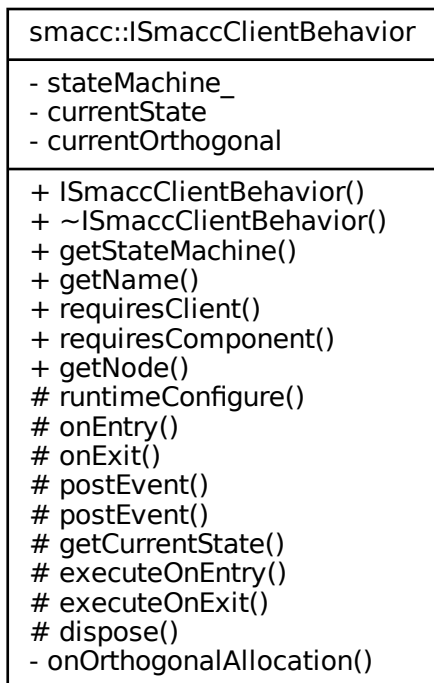 smacc::ISmaccClientBehavior
- stateMachine_
- currentState
- currentOrthogonal
+ ISmaccClientBehavior()
+ ~ISmaccClientBehavior()
+ getStateMachine()
+ getName()
+ requiresClient()
+ requiresComponent()
+ getNode()
# runtimeConfigure()
# onEntry()
# onExit()
# postEvent()
# postEvent()
# getCurrentState()
# executeOnEntry()
# executeOnExit()
# dispose()
- onOrthogonalAllocation()